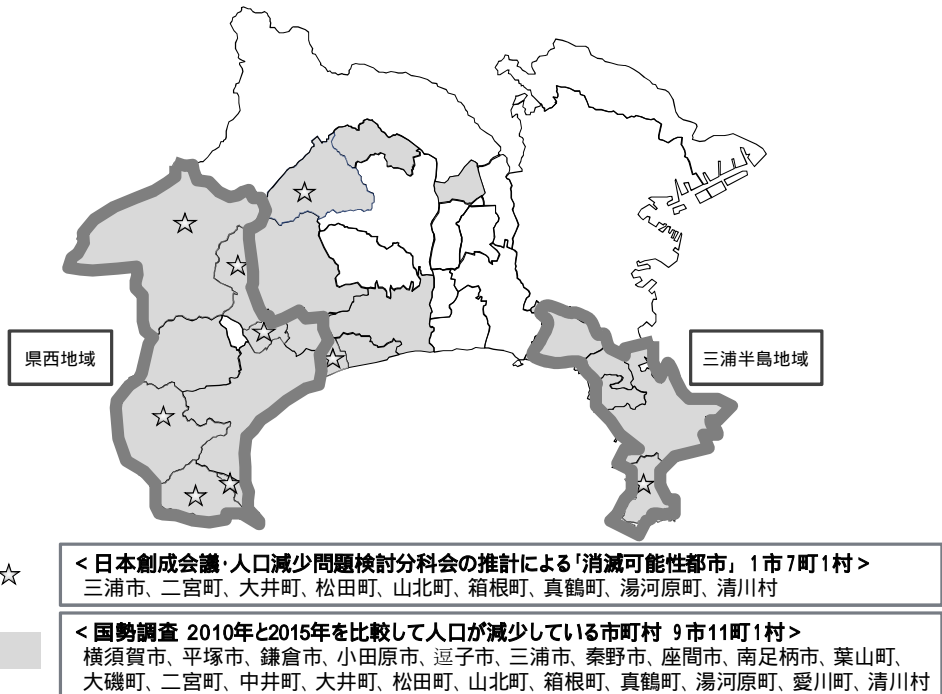 県西地域
三浦半島地域
☆
<日本創成会議・人口減少問題検討分科会の推計による「消滅可能性都市」 1市7町1村>
三浦市、二宮町、大井町、松田町、山北町、箱根町、真鶴町、湯河原町、清川村
<国勢調査 2010年と2015年を比較して人口が減少している市町村 9市11町1村>
横須賀市、平塚市、鎌倉市、小田原市、逗子市、三浦市、秦野市、座間市、南足柄市、葉山町、
大磯町、二宮町、中井町、大井町、松田町、山北町、箱根町、真鶴町、湯河原町、愛川町、清川村